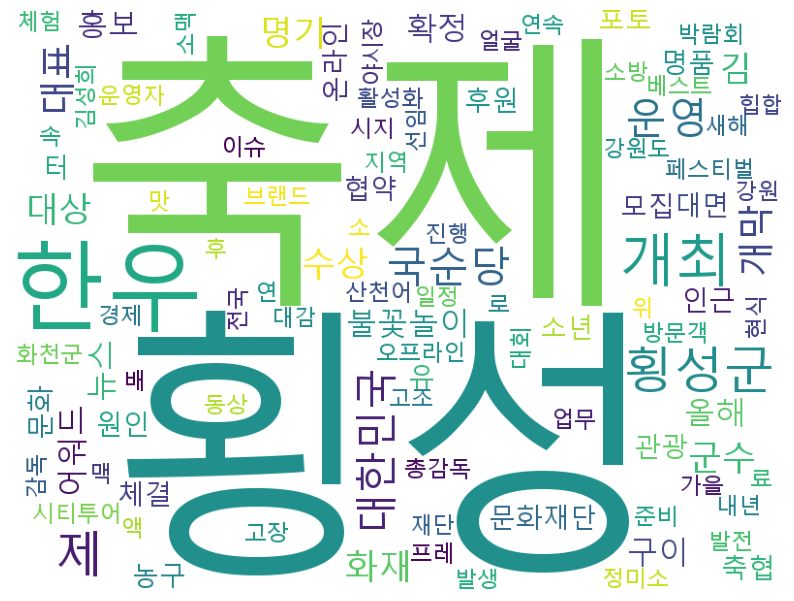 체험
홍보
소맥
명기
온라인
야시장
확정
얼굴
연속
포토
박람회
대표
김성희
운영자
축제
활성화
후원
소방
명품
베스트
김
속
터
이슈
시지
선임
운영
새해
힙합
강원도
대상
맛
브랜드
지역
협약
페스티벌
강원
모집대면
한우
후
수상
소
국순당
진행
개최
개막
경제
전국
연
대감
산천어
일정
로
소년
위
인근
현식
화천군
뉴스
배
불꽃놀이
오프라인
대회
방문객
횡성
횡성군
문화
어워드
원인
동상
대한민국
고조
유
업무
올해
감독
맥
체결
총감독
관광
군수
료
가을
시티투어
액
고장
재단
문화재단
준비
내년
제
농구
화재
프레
발생
정미소
구이
발전
축협